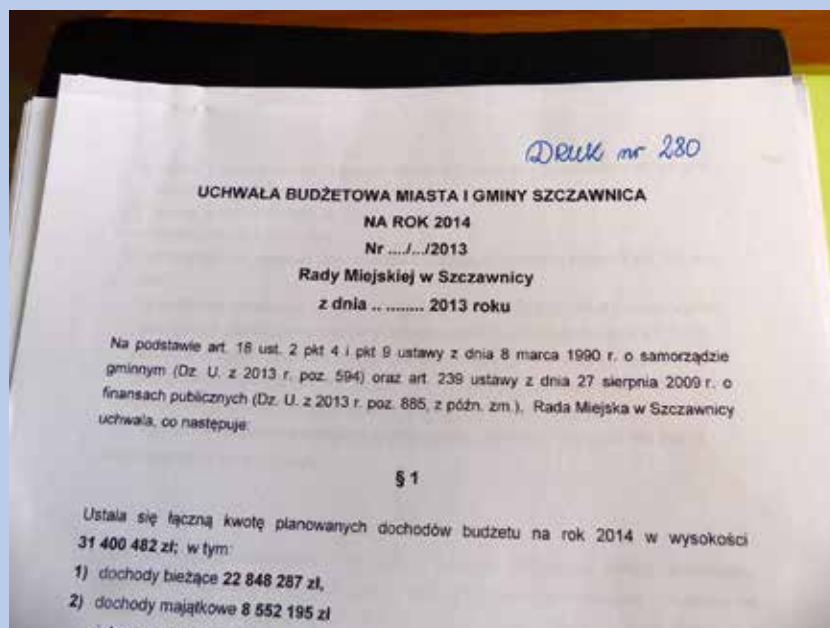 Druk nr 280
UCHWAŁA BUDŻETOWA MIASTA I GMINY SZCZAWNICA
NA ROK 2014
Nr ..../.../2013
Rady Miejskiej w Szczawnicy
z dnia .. ......... 2013 roku
Na podstawie art. 18 ust. 2 pkt 4 i pkt 9 ustawy z dnia 8 marca 1990 r. o samorządzie
gminnym (Dz. U. z 2013 r. poz. 594) oraz art. 239 ustawy z dnia 27 sierpnia 2009 r. o
finansach publicznych (Dz. U. z 2013 r. poz. 885, z późn. zm.), Rada Miejska w Szczawnicy
uchwala, co następuje:
§ 1
Ustala się łączną kwotę planowanych dochodów budżetu na rok 2014 w wysokości
31 400 482 zł; w tym:
1) dochody bieżące 22 848 287 zł,
2) dochody majątkowe 8 552 195 zł